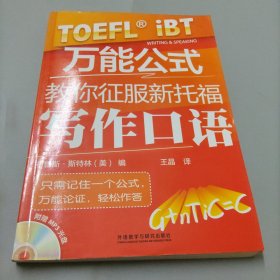 TOEFL® iBT
WRITING & SPEAKING
万能公式
教你征服新托福
写作口语
斯·斯特林（美）编 王晶 译
只需记住一个公式，
万能论证，轻松作答
附赠MP3光盘
G+nTiC=C
外语教学与研究出版社